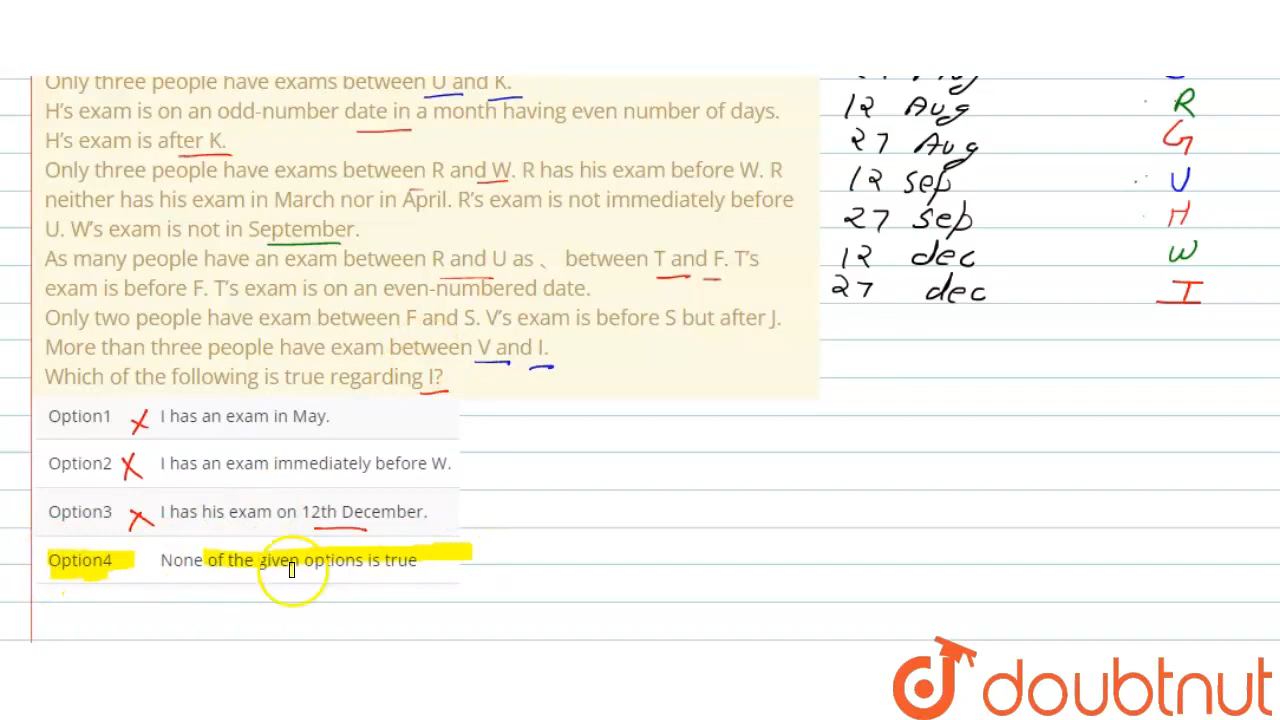 Only three people have exams between U and K.
H's exam is on an odd-number date in a month having even number of days.
H's exam is after K.
Only three people have exams between R and W. R has his exam before W. R
neither has his exam in March nor in April. R's exam is not immediately before
U. W's exam is not in September.
As many people have an exam between R and U as 、 between T and F. T's
exam is before F. T's exam is on an even-numbered date.
Only two people have exam between F and S. V's exam is before S but after J.
More than three people have exam between V and I.
Which of the following is true regarding I?
Option1 X I has an exam in May.
Option2 X I has an exam immediately before W.
Option3 X I has his exam on 12th December.
Option4 None of the given options is true
12 Aug R
27 Aug G
12 sep U
27 sep H
12 dec W
27 dec I
doubtnut